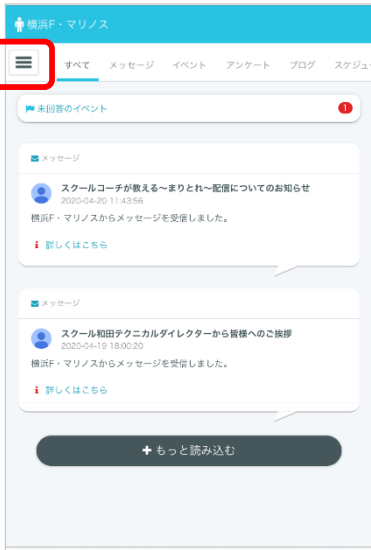 横浜F・マリノス
すべて メッセージ イベント アンケート ブログ スケジュ
未回答のイベント 1
メッセージ
スクールコーチが教える〜まりとれ〜配信についてのお知らせ
2020-04-20 11:43:56
横浜F・マリノスからメッセージを受信しました。
詳しくはこちら
メッセージ
スクール和田テクニカルダイレクターから皆様へのご挨拶
2020-04-19 18:00:20
横浜F・マリノスからメッセージを受信しました。
詳しくはこちら
もっと読み込む